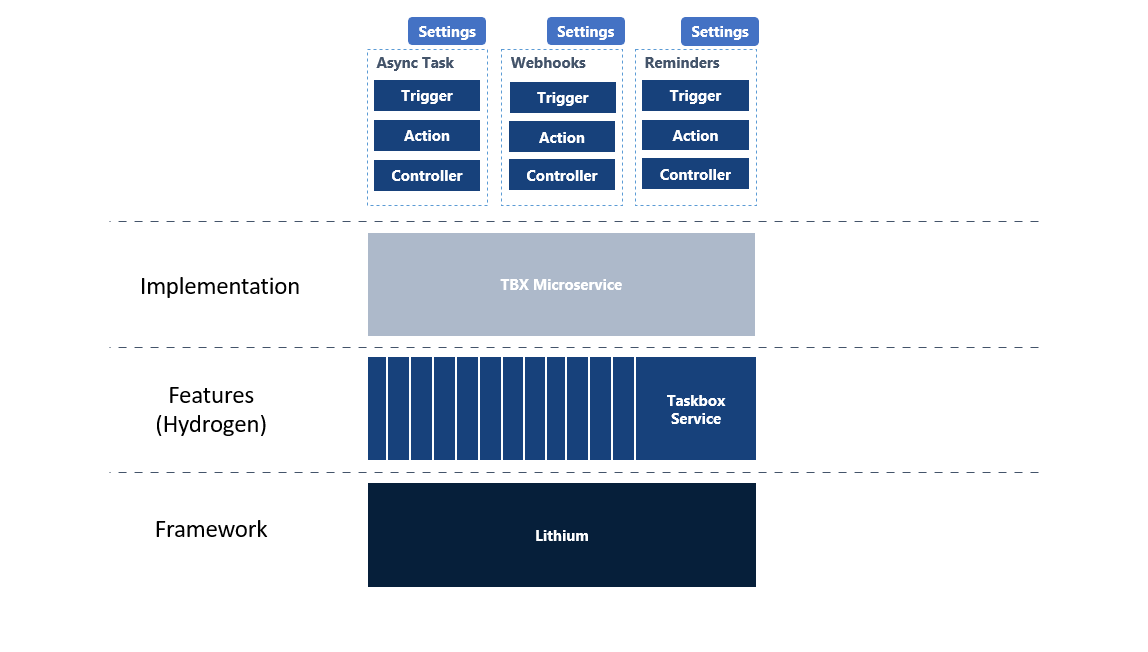 Settings
Settings
Settings
Async Task
Webhooks
Reminders
Trigger
Trigger
Trigger
Action
Action
Action
Controller
Controller
Controller
Implementation
TBX Microservice
Features
(Hydrogen)
Taskbox
Service
Framework
Lithium